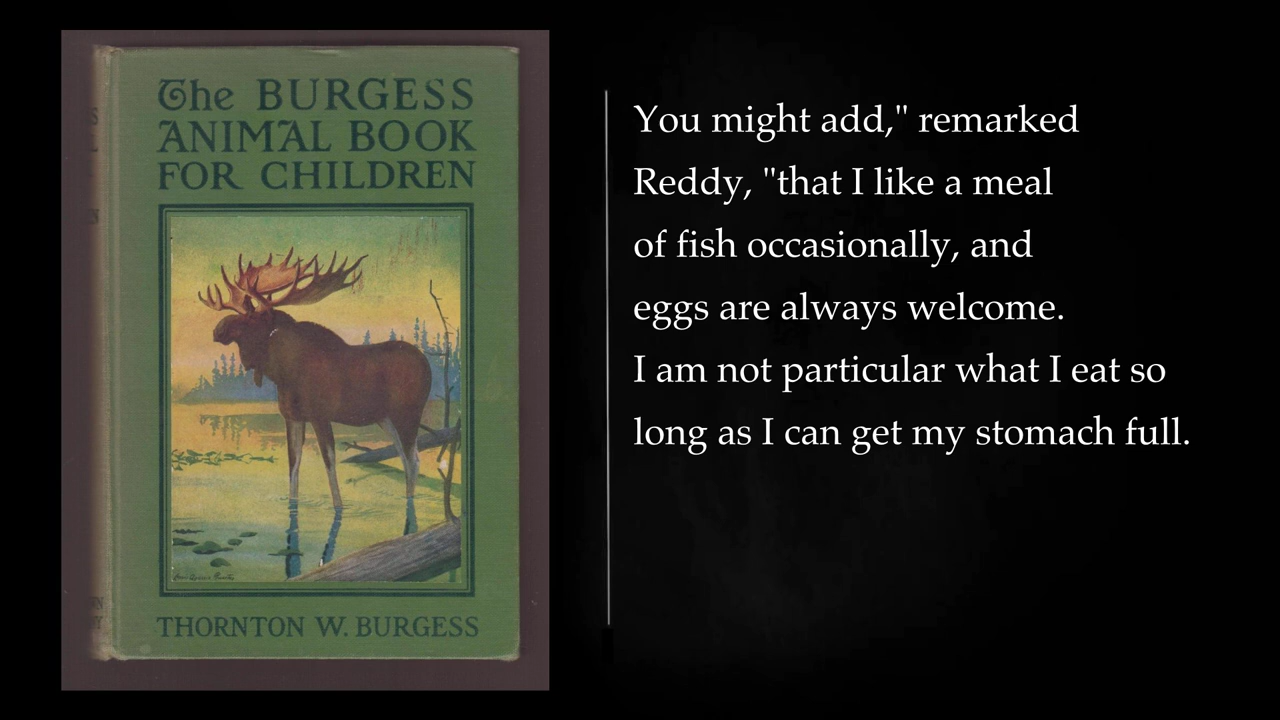 The BURGESS
ANIMAL BOOK
FOR CHILDREN
THORNTON W. BURGESS
You might add," remarked
Reddy, "that I like a meal
of fish occasionally, and
eggs are always welcome.
I am not particular what I eat so
long as I can get my stomach full.